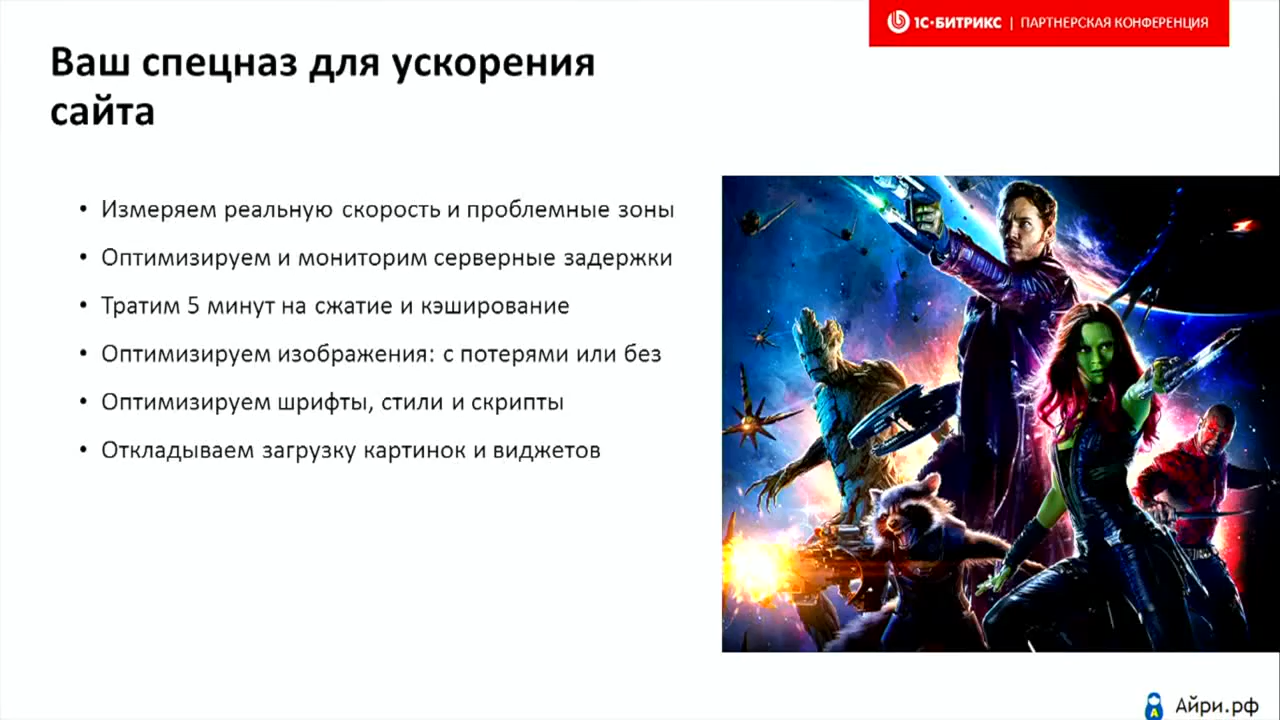 1С-БИТРИКС | ПАРТНЕРСКАЯ КОНФЕРЕНЦИЯ
Ваш спецназ для ускорения
сайта
• Измеряем реальную скорость и проблемные зоны
• Оптимизируем и мониторим серверные задержки
• Тратим 5 минут на сжатие и кэширование
• Оптимизируем изображения: с потерями или без
• Оптимизируем шрифты, стили и скрипты
• Откладываем загрузку картинок и виджетов
Айри.рф